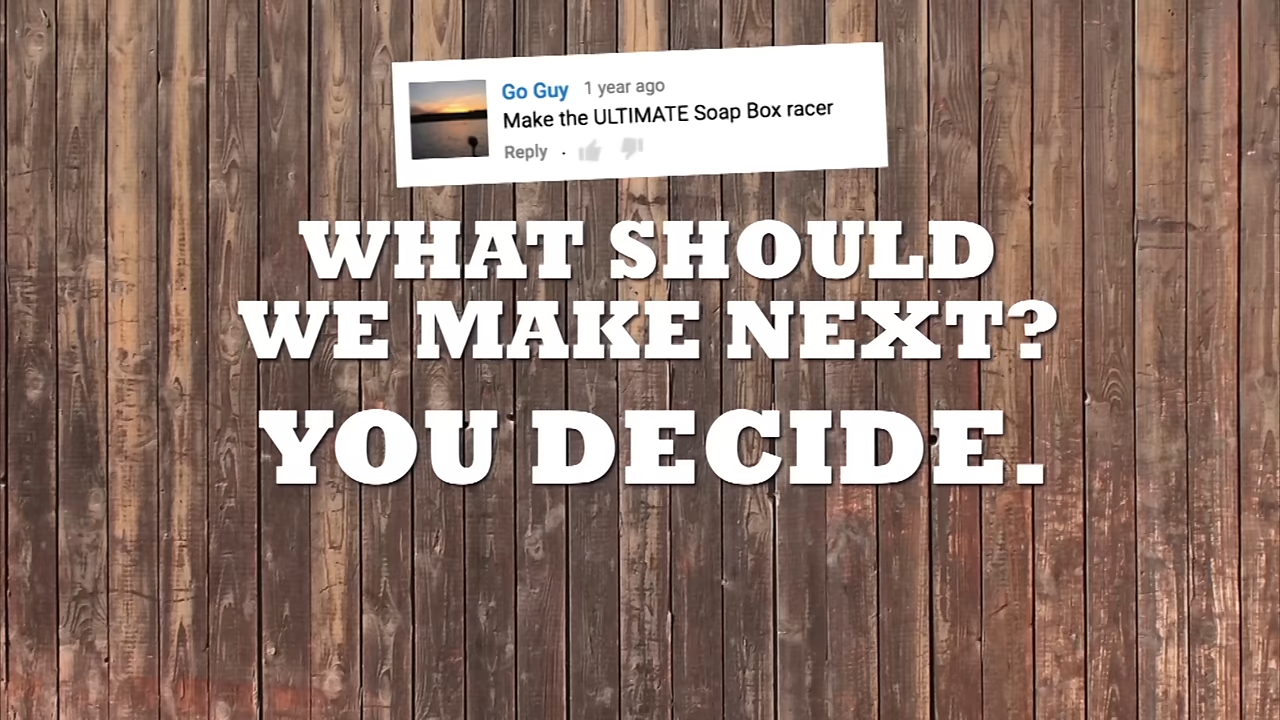 Go Guy 1 year ago
Make the ULTIMATE Soap Box racer
Reply ·
WHAT SHOULD
WE MAKE NEXT?
YOU DECIDE.